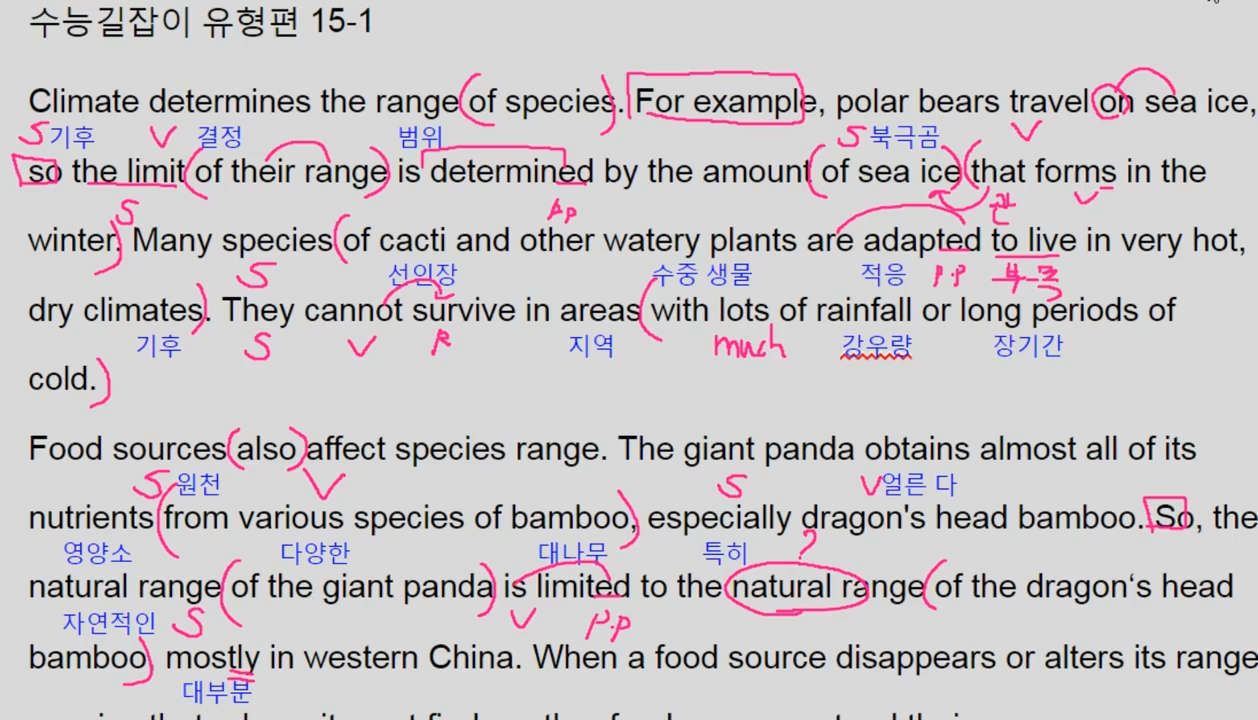 수능길잡이 유형편 15-1
Climate determines the range of species. For example, polar bears travel on sea ice,
S 기후 V 결정 범위 S 북극곰 V
so the limit of their range is determined by the amount of sea ice that forms in the
S p.p 관 V
winter. Many species of cacti and other watery plants are adapted to live in very hot,
S 선인장 수중 생물 적응 p.p
dry climates. They cannot survive in areas with lots of rainfall or long periods of
기후 S V R 지역 much 강우량 장기간
cold.
Food sources also affect species range. The giant panda obtains almost all of its
S 원천 V S V 얼른 다
nutrients from various species of bamboo, especially dragon's head bamboo. So, the
영양소 다양한 대나무 특히 ?
natural range of the giant panda is limited to the natural range of the dragon‘s head
자연적인 S V p.p
bamboo mostly in western China. When a food source disappears or alters its range
대부분